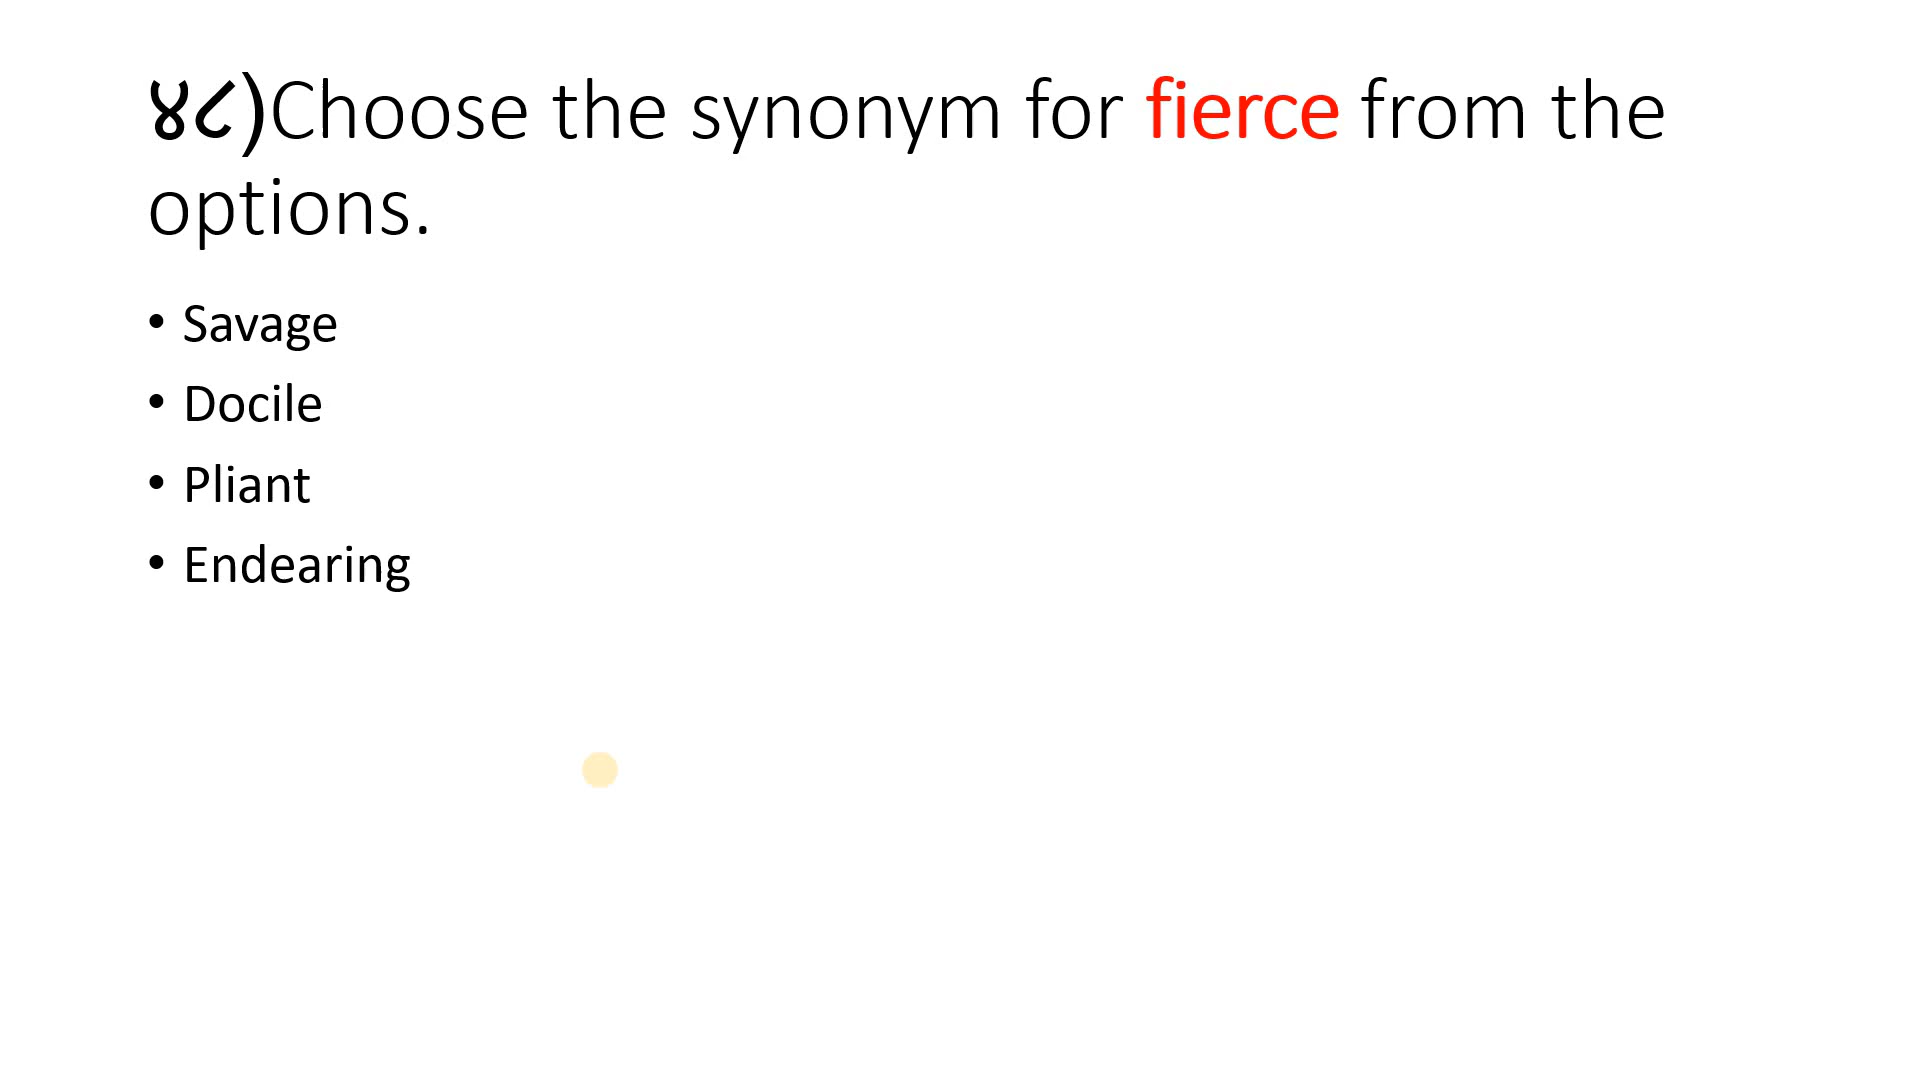 ४८)Choose the synonym for fierce from the
options.
• Savage
• Docile
• Pliant
• Endearing